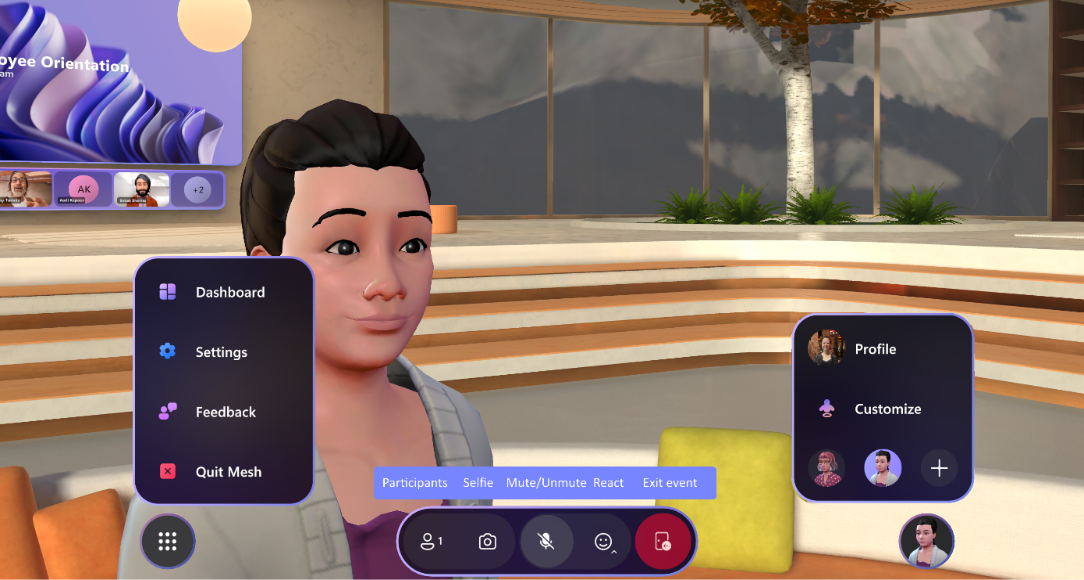 oyee Orientation
am
AK
+2
Dashboard
Settings
Feedback
Quit Mesh
Profile
Customize
Participants Selfie Mute/Unmute React Exit event
1